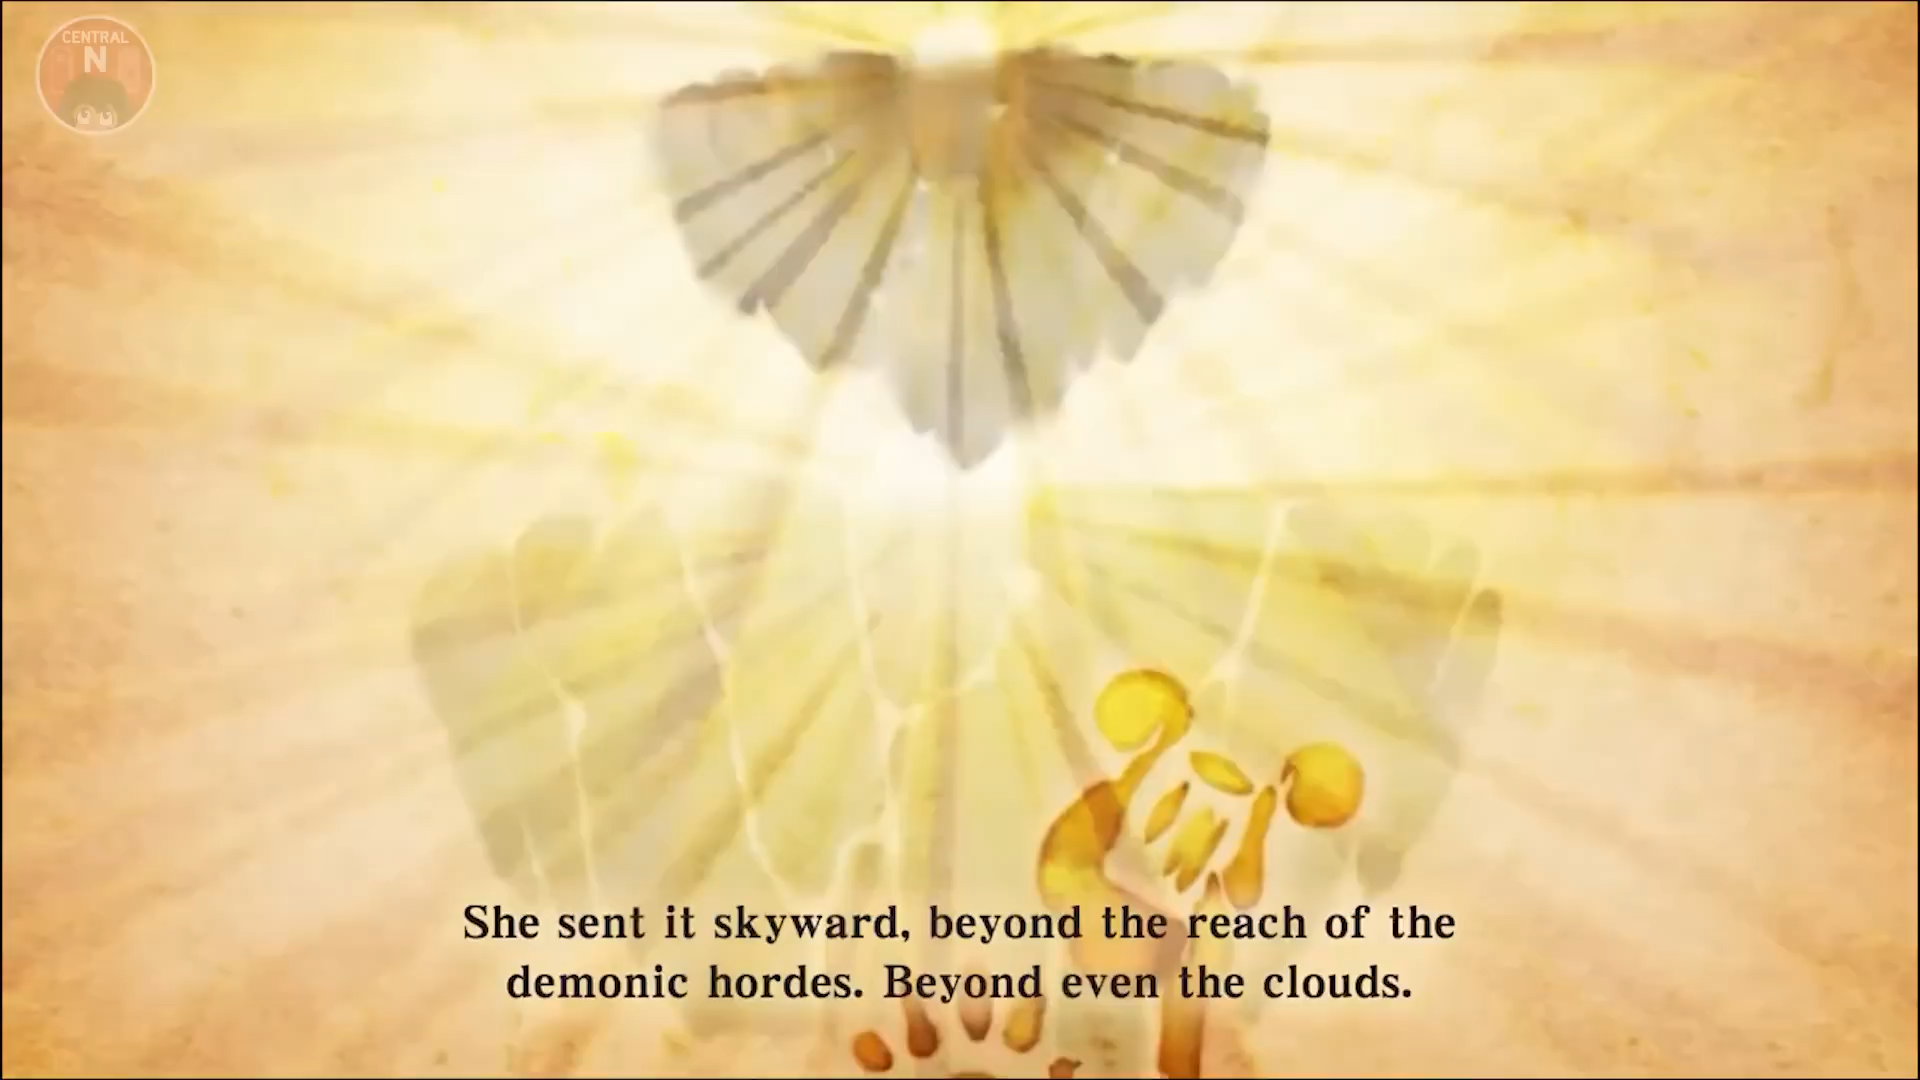 CENTRAL
N
She sent it skyward, beyond the reach of the
demonic hordes. Beyond even the clouds.